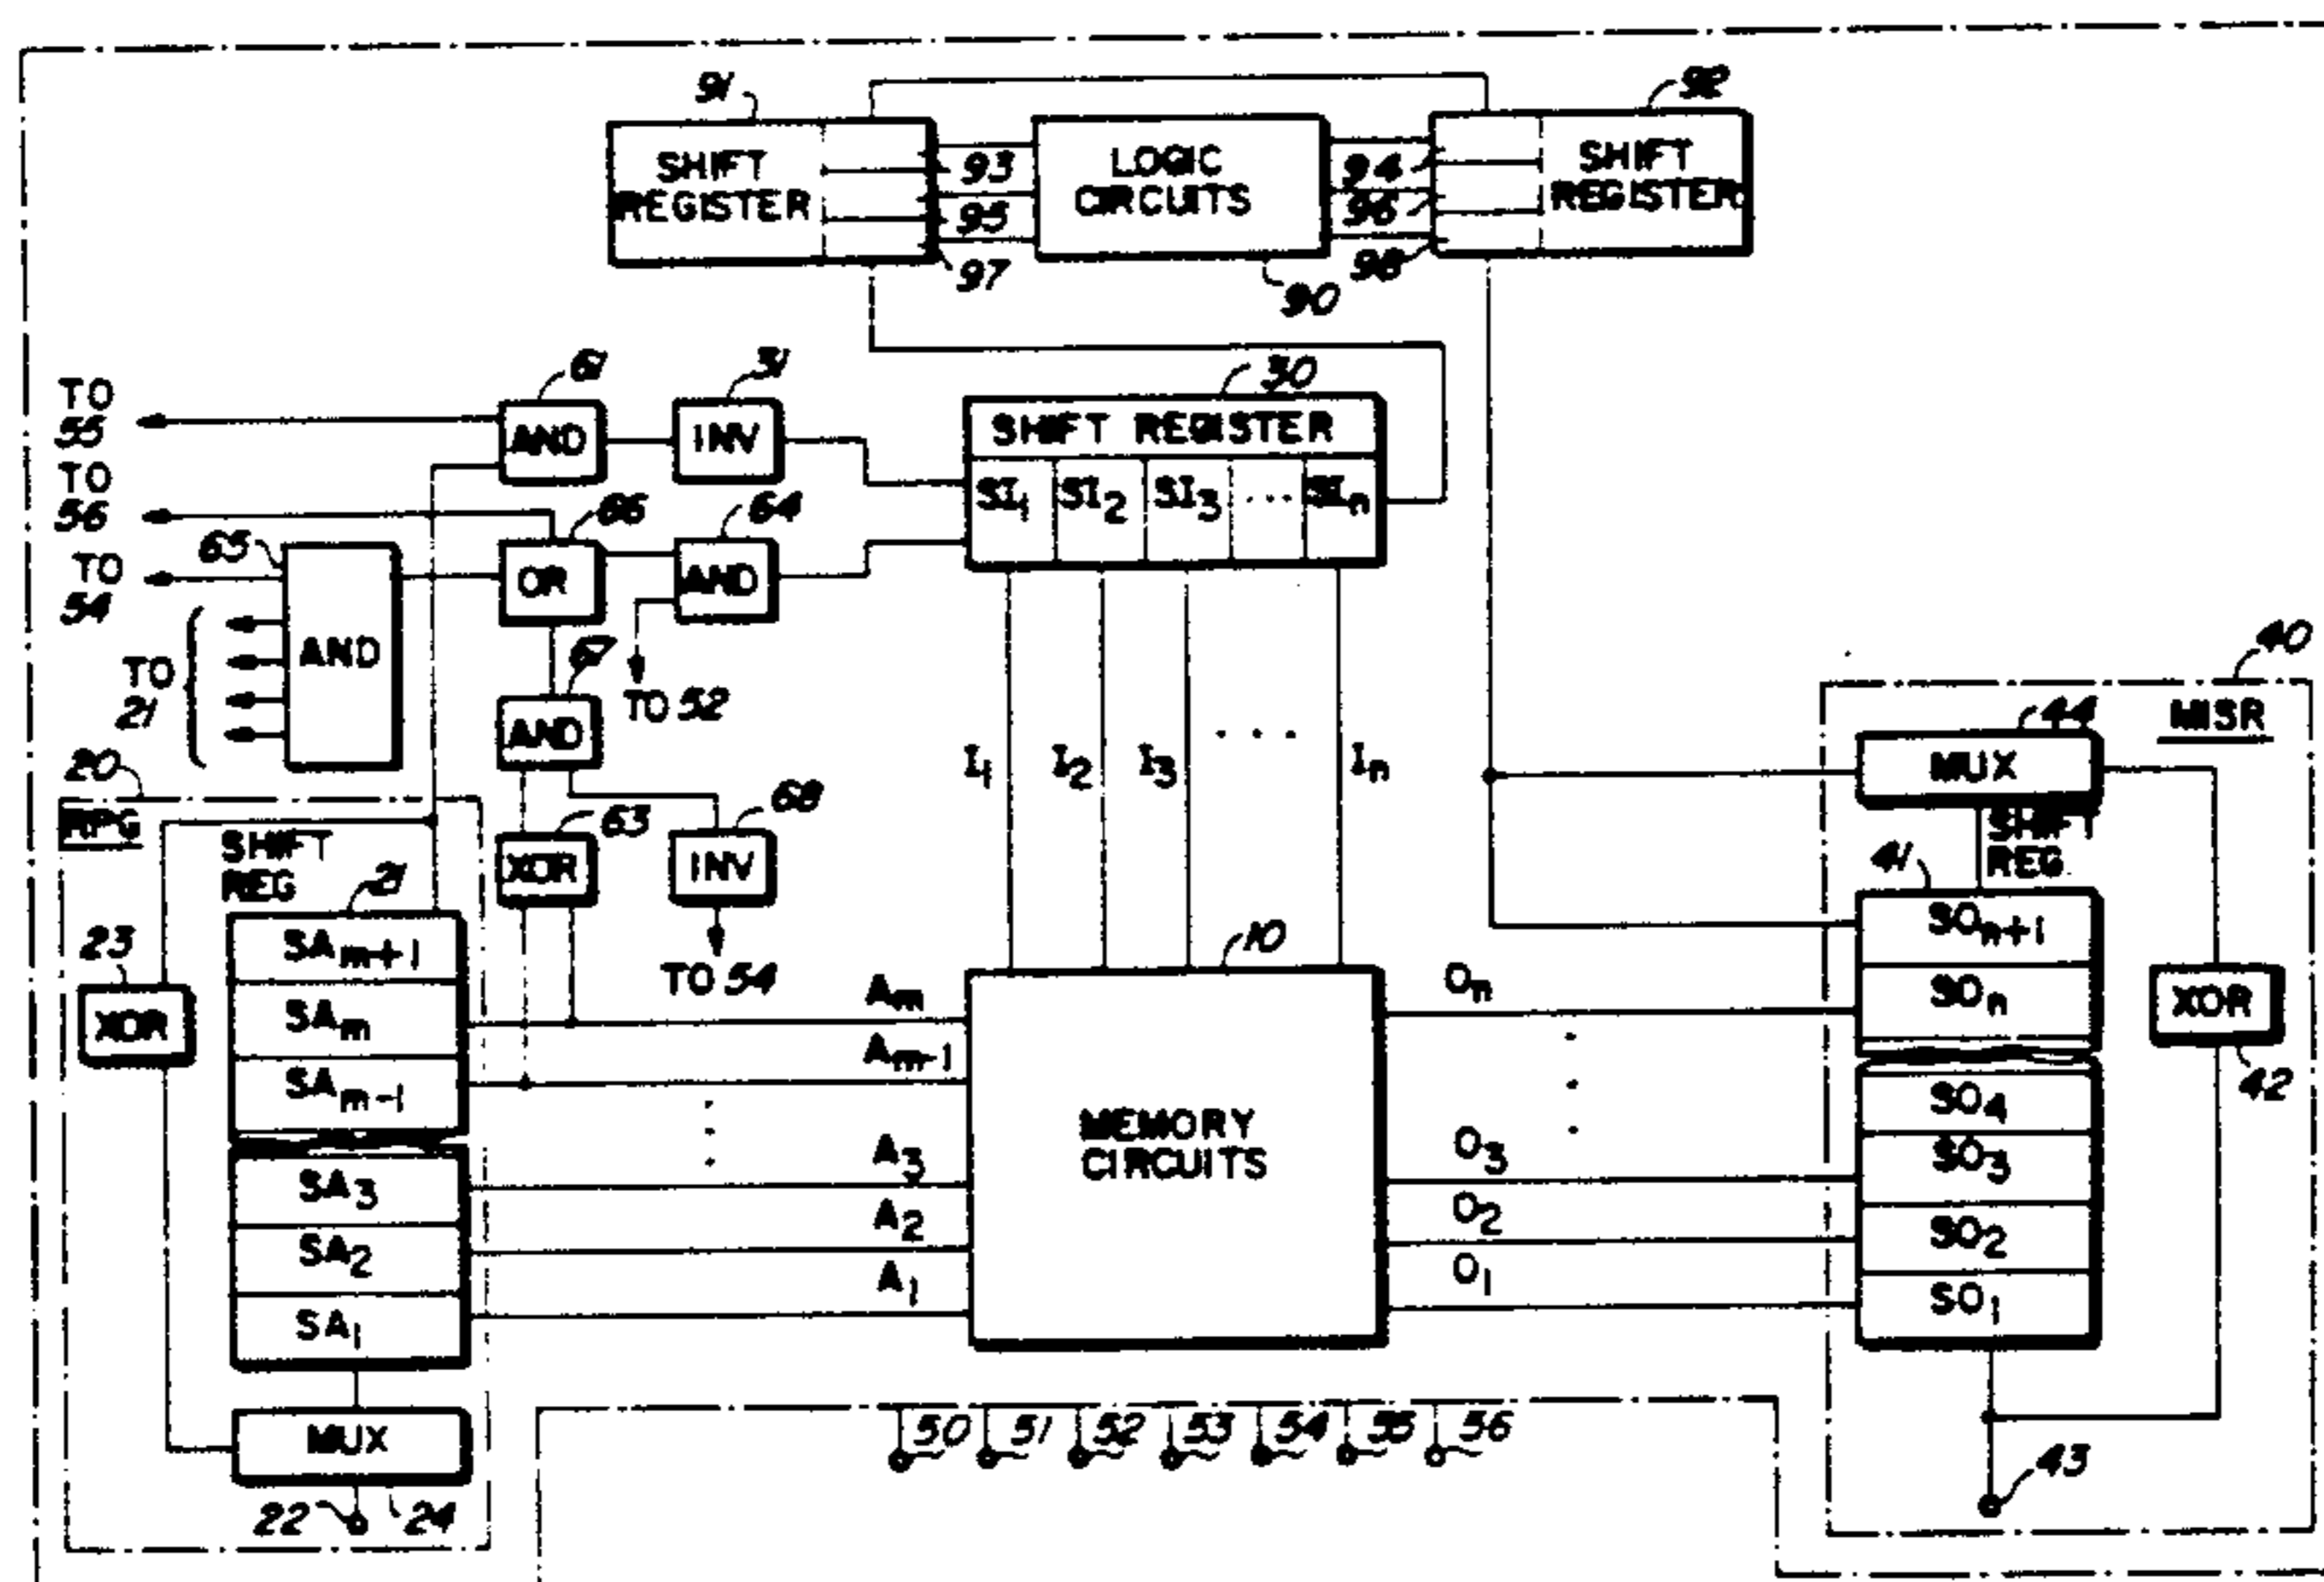 91
92
SHIFT
REGISTER
93
95
97
LOGIC
CIRCUITS
90
94
96
98
SHIFT
REGISTER
TO
55
61
AND
31
INV
30
SHIFT REGISTER
SI1 SI2 SI3 ... SIn
TO
56
66
OR
64
AND
65
TO
54
AND
TO
21
67
AND
TO 52
I1 I2 I3 ... In
40
MISR
44
MUX
SHIFT
REG
20
RPG
SHIFT
REG
21
63
XOR
68
INV
TO 54
41
23
XOR
SAm+1
SAm
SAm-1
SA3
SA2
SA1
MUX
22
24
Am
Am-1
A3
A2
A1
10
MEMORY
CIRCUITS
On
O3
O2
O1
SOn+1
SOn
SO4
SO3
SO2
SO1
XOR
42
50 51 52 53 54 55 56
43